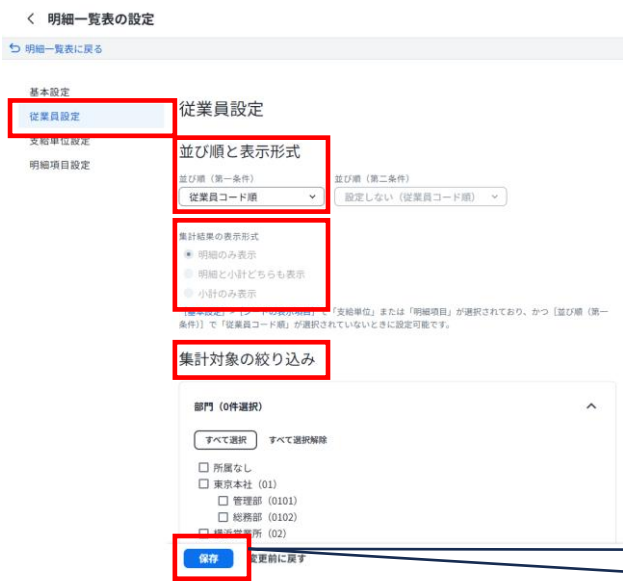 明細一覧表の設定
明細一覧表に戻る
基本設定
従業員設定
支給単位設定
明細項目設定
従業員設定
並び順と表示形式
並び順（第一条件）
並び順（第二条件）
従業員コード順
設定しない（従業員コード順）
集計結果の表示形式
明細のみ表示
明細と小計どちらも表示
小計のみ表示
［基本設定］>［シートの表示項目］で「支給単位」または「明細項目」が選択されており、かつ［並び順（第一
条件）］で「従業員コード順」が選択されていないときに設定可能です。
集計対象の絞り込み
部門（0件選択）
すべて選択
すべて選択解除
所属なし
東京本社（01）
管理部（0101）
総務部（0102）
横浜営業所（02）
保存
変更前に戻す